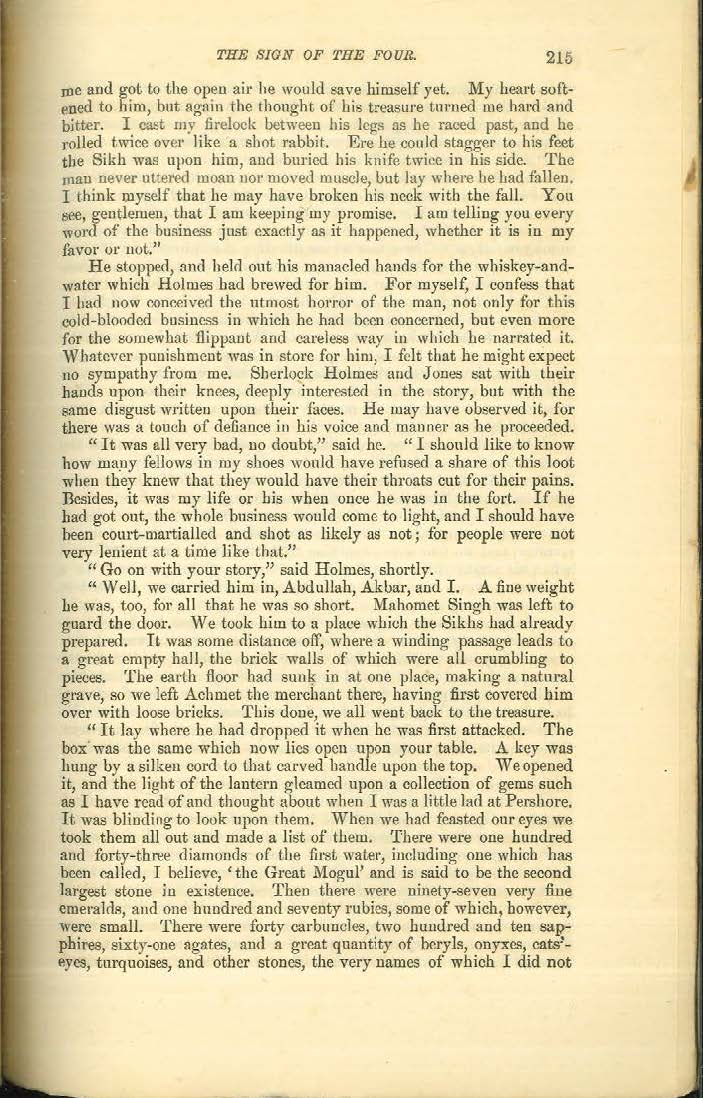 THE SIGN OF THE FOUR. 215
me and got to the open air he would save himself yet. My heart soft-
ened to him, but again the thought of his treasure turned me hard and
bitter. I cast my firelock between his legs as he raced past, and he
rolled twice over like a shot rabbit. Ere he could stagger to his feet
the Sikh was upon him, and buried his knife twice in his side. The
man never uttered moan nor moved muscle, but lay where he had fallen.
I think myself that he may have broken his neck with the fall. You
see, gentlemen, that I am keeping my promise. I am telling you every
word of the business just exactly as it happened, whether it is in my
favor or not.”
He stopped, and held out his manacled hands for the whiskey-and-
water which Holmes had brewed for him. For myself, I confess that
I had now conceived the utmost horror of the man, not only for this
cold-blooded business in which he had been concerned, but even more
for the somewhat flippant and careless way in which he narrated it.
Whatever punishment was in store for him, I felt that he might expect
no sympathy from me. Sherlock Holmes and Jones sat with their
hands upon their knees, deeply interested in the story, but with the
same disgust written upon their faces. He may have observed it, for
there was a touch of defiance in his voice and manner as he proceeded.
“It was all very bad, no doubt,” said he. “I should like to know
how many fellows in my shoes would have refused a share of this loot
when they knew that they would have their throats cut for their pains.
Besides, it was my life or his when once he was in the fort. If he
had got out, the whole business would come to light, and I should have
been court-martialled and shot as likely as not; for people were not
very lenient at a time like that.”
“Go on with your story,” said Holmes, shortly.
“Well, we carried him in, Abdullah, Akbar, and I. A fine weight
he was, too, for all that he was so short. Mahomet Singh was left to
guard the door. We took him to a place which the Sikhs had already
prepared. It was some distance off, where a winding passage leads to
a great empty hall, the brick walls of which were all crumbling to
pieces. The earth floor had sunk in at one place, making a natural
grave, so we left Achmet the merchant there, having first covered him
over with loose bricks. This done, we all went back to the treasure.
“It lay where he had dropped it when he was first attacked. The
box was the same which now lies open upon your table. A key was
hung by a silken cord to that carved handle upon the top. We opened
it, and the light of the lantern gleamed upon a collection of gems such
as I have read of and thought about when I was a little lad at Pershore.
It was blinding to look upon them. When we had feasted our eyes we
took them all out and made a list of them. There were one hundred
and forty-three diamonds of the first water, including one which has
been called, I believe, ‘the Great Mogul’ and is said to be the second
largest stone in existence. Then there were ninety-seven very fine
emeralds, and one hundred and seventy rubies, some of which, however,
were small. There were forty carbuncles, two hundred and ten sap-
phires, sixty-one agates, and a great quantity of beryls, onyxes, cats’-
eyes, turquoises, and other stones, the very names of which I did not